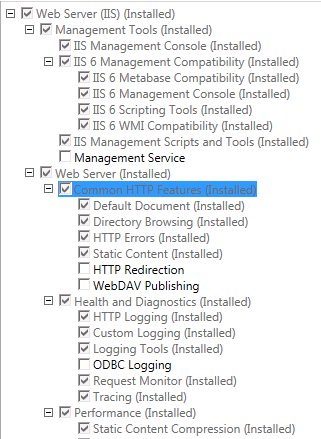 Web Server (IIS) (Installed)
Management Tools (Installed)
IIS Management Console (Installed)
IIS 6 Management Compatibility (Installed)
IIS 6 Metabase Compatibility (Installed)
IIS 6 Management Console (Installed)
IIS 6 Scripting Tools (Installed)
IIS 6 WMI Compatibility (Installed)
IIS Management Scripts and Tools (Installed)
Management Service
Web Server (Installed)
Common HTTP Features (Installed)
Default Document (Installed)
Directory Browsing (Installed)
HTTP Errors (Installed)
Static Content (Installed)
HTTP Redirection
WebDAV Publishing
Health and Diagnostics (Installed)
HTTP Logging (Installed)
Custom Logging (Installed)
Logging Tools (Installed)
ODBC Logging
Request Monitor (Installed)
Tracing (Installed)
Performance (Installed)
Static Content Compression (Installed)